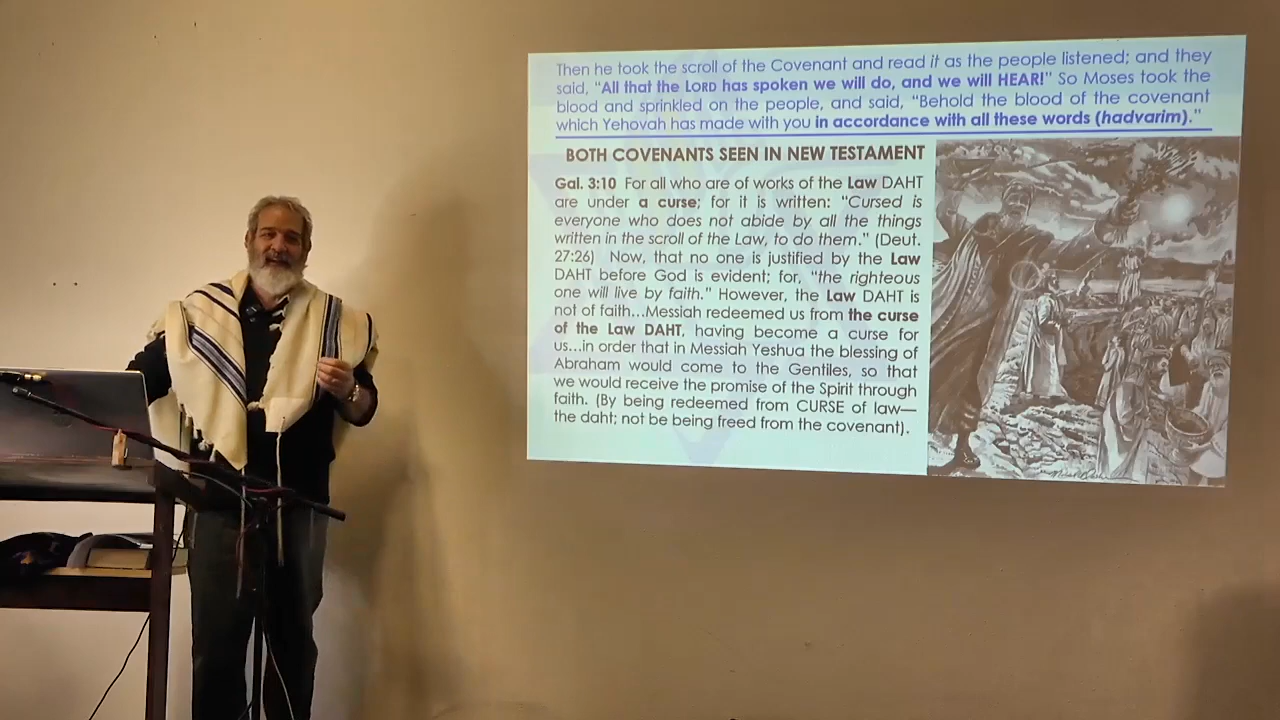 Then he took the scroll of the Covenant and read it as the people listened; and they
said, “All that the LORD has spoken we will do, and we will HEAR!” So Moses took the
blood and sprinkled on the people, and said, “Behold the blood of the covenant
which Yehovah has made with you in accordance with all these words (hadvarim).”
BOTH COVENANTS SEEN IN NEW TESTAMENT
Gal. 3:10 For all who are of works of the Law DAHT
are under a curse; for it is written: “Cursed is
everyone who does not abide by all the things
written in the scroll of the Law, to do them.” (Deut.
27:26) Now, that no one is justified by the Law
DAHT before God is evident; for, “the righteous
one will live by faith.” However, the Law DAHT is
not of faith...Messiah redeemed us from the curse
of the Law DAHT, having become a curse for
us...in order that in Messiah Yeshua the blessing of
Abraham would come to the Gentiles, so that
we would receive the promise of the Spirit through
faith. (By being redeemed from CURSE of law—
the daht; not be being freed from the covenant).